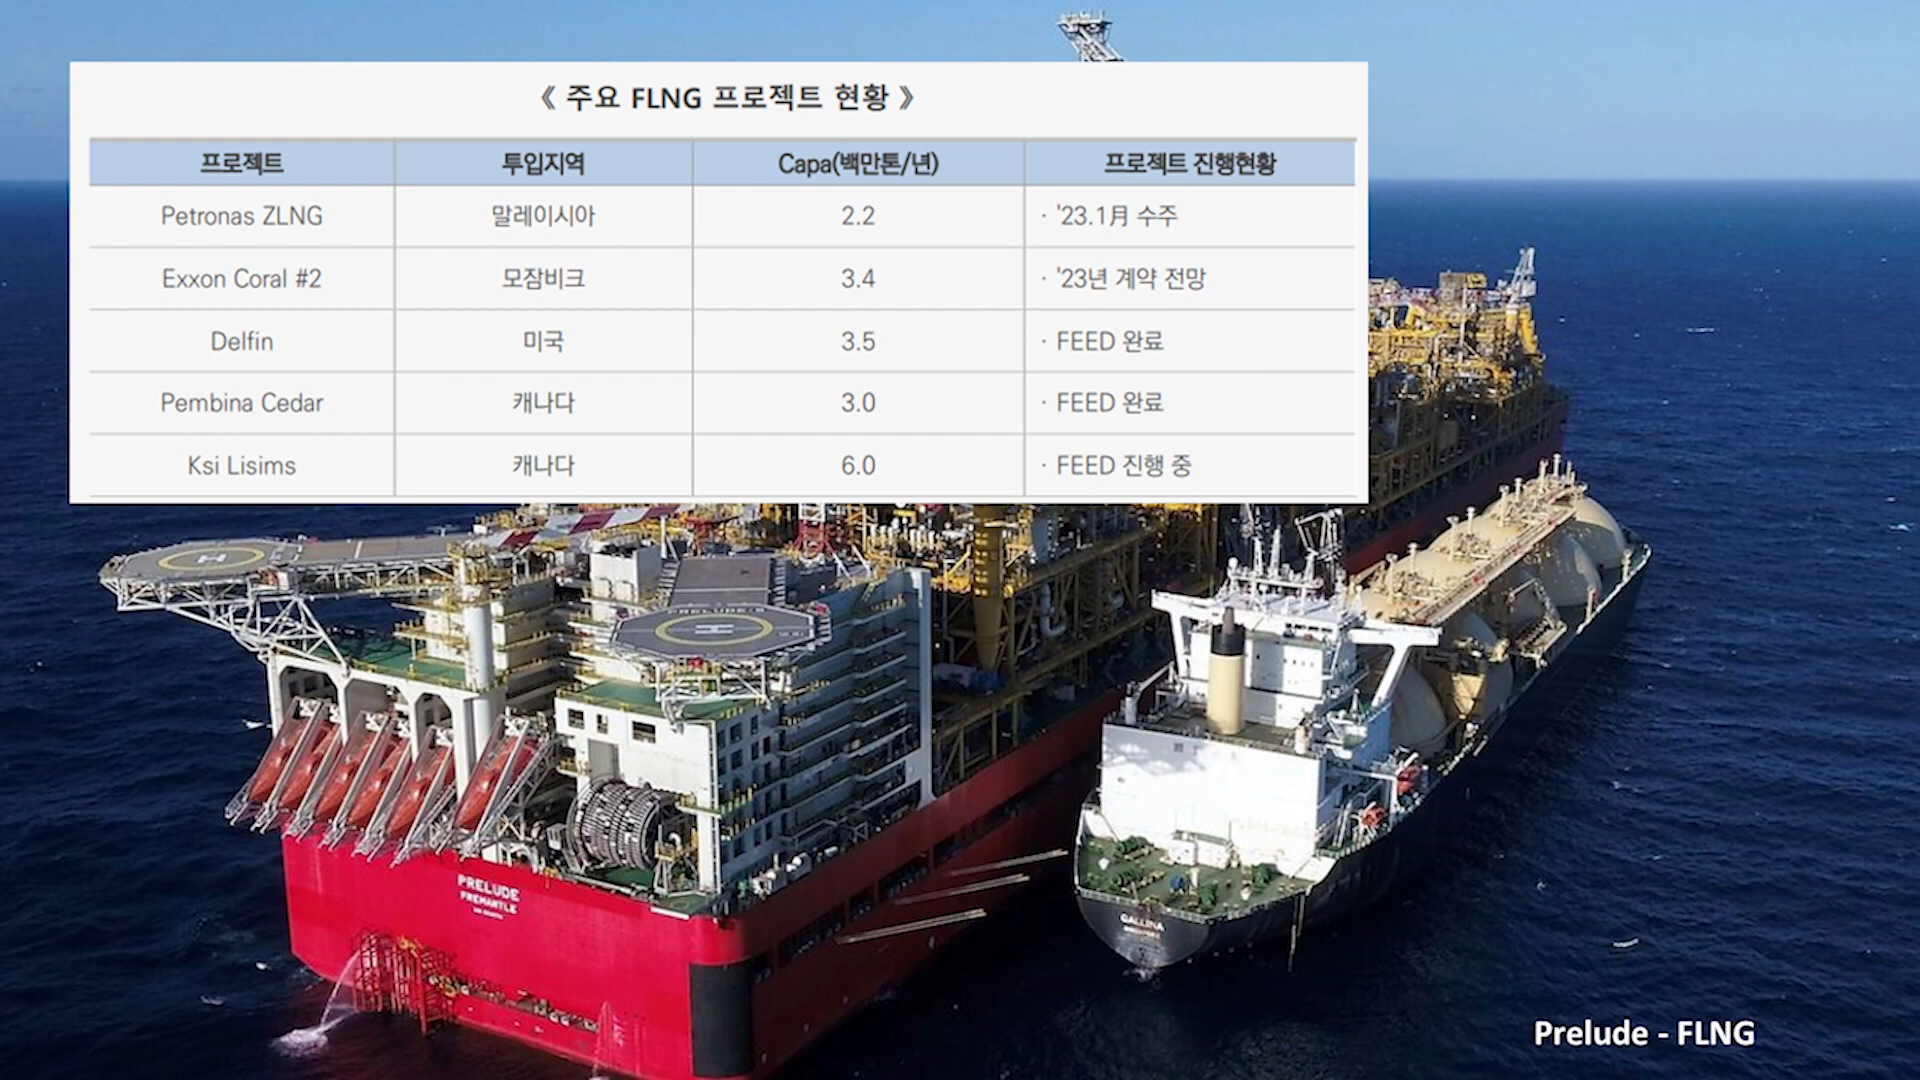 《 주요 FLNG 프로젝트 현황 》
프로젝트 투입지역 Capa(백만톤/년) 프로젝트 진행현황
Petronas ZLNG 말레이시아 2.2 · '23.1月 수주
Exxon Coral #2 모잠비크 3.4 · '23년 계약 전망
Delfin 미국 3.5 · FEED 완료
Pembina Cedar 캐나다 3.0 · FEED 완료
Ksi Lisims 캐나다 6.0 · FEED 진행 중
H
PRELUDE
H
PRELUDE
FREMANTLE
GALLINA
Prelude - FLNG